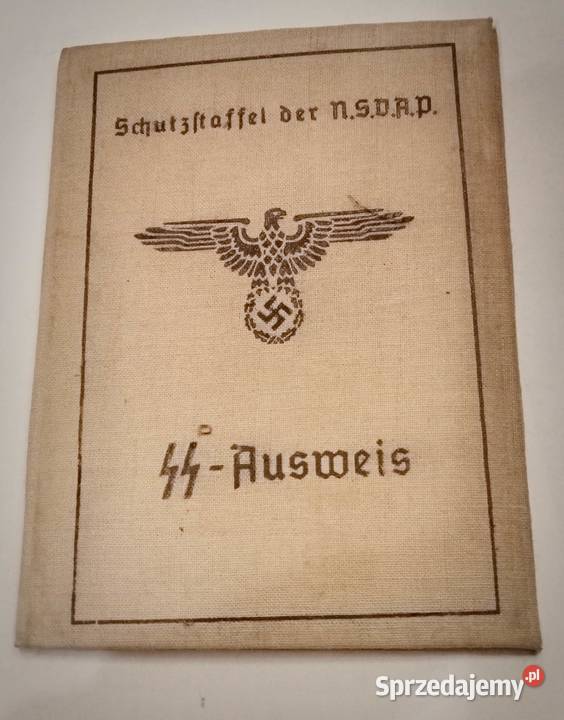 Schutzstaffel der N.S.D.A.P.
SS-Ausweis
Sprzedajemy.pl